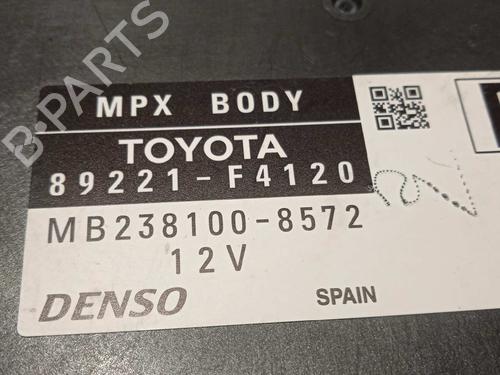 B-PARTS
MPX BODY
TOYOTA
89221-F4120
MB238100-8572
12V
DENSO
SPAIN